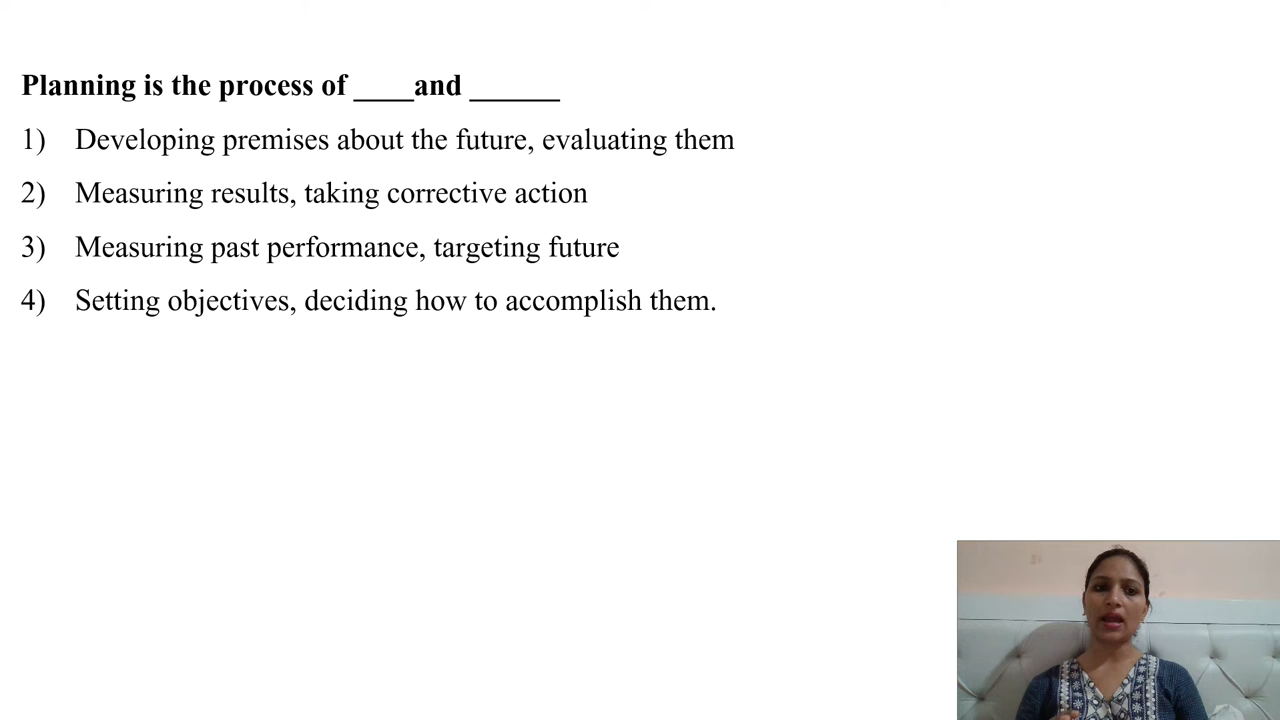 Planning is the process of ____and ______
1) Developing premises about the future, evaluating them
2) Measuring results, taking corrective action
3) Measuring past performance, targeting future
4) Setting objectives, deciding how to accomplish them.